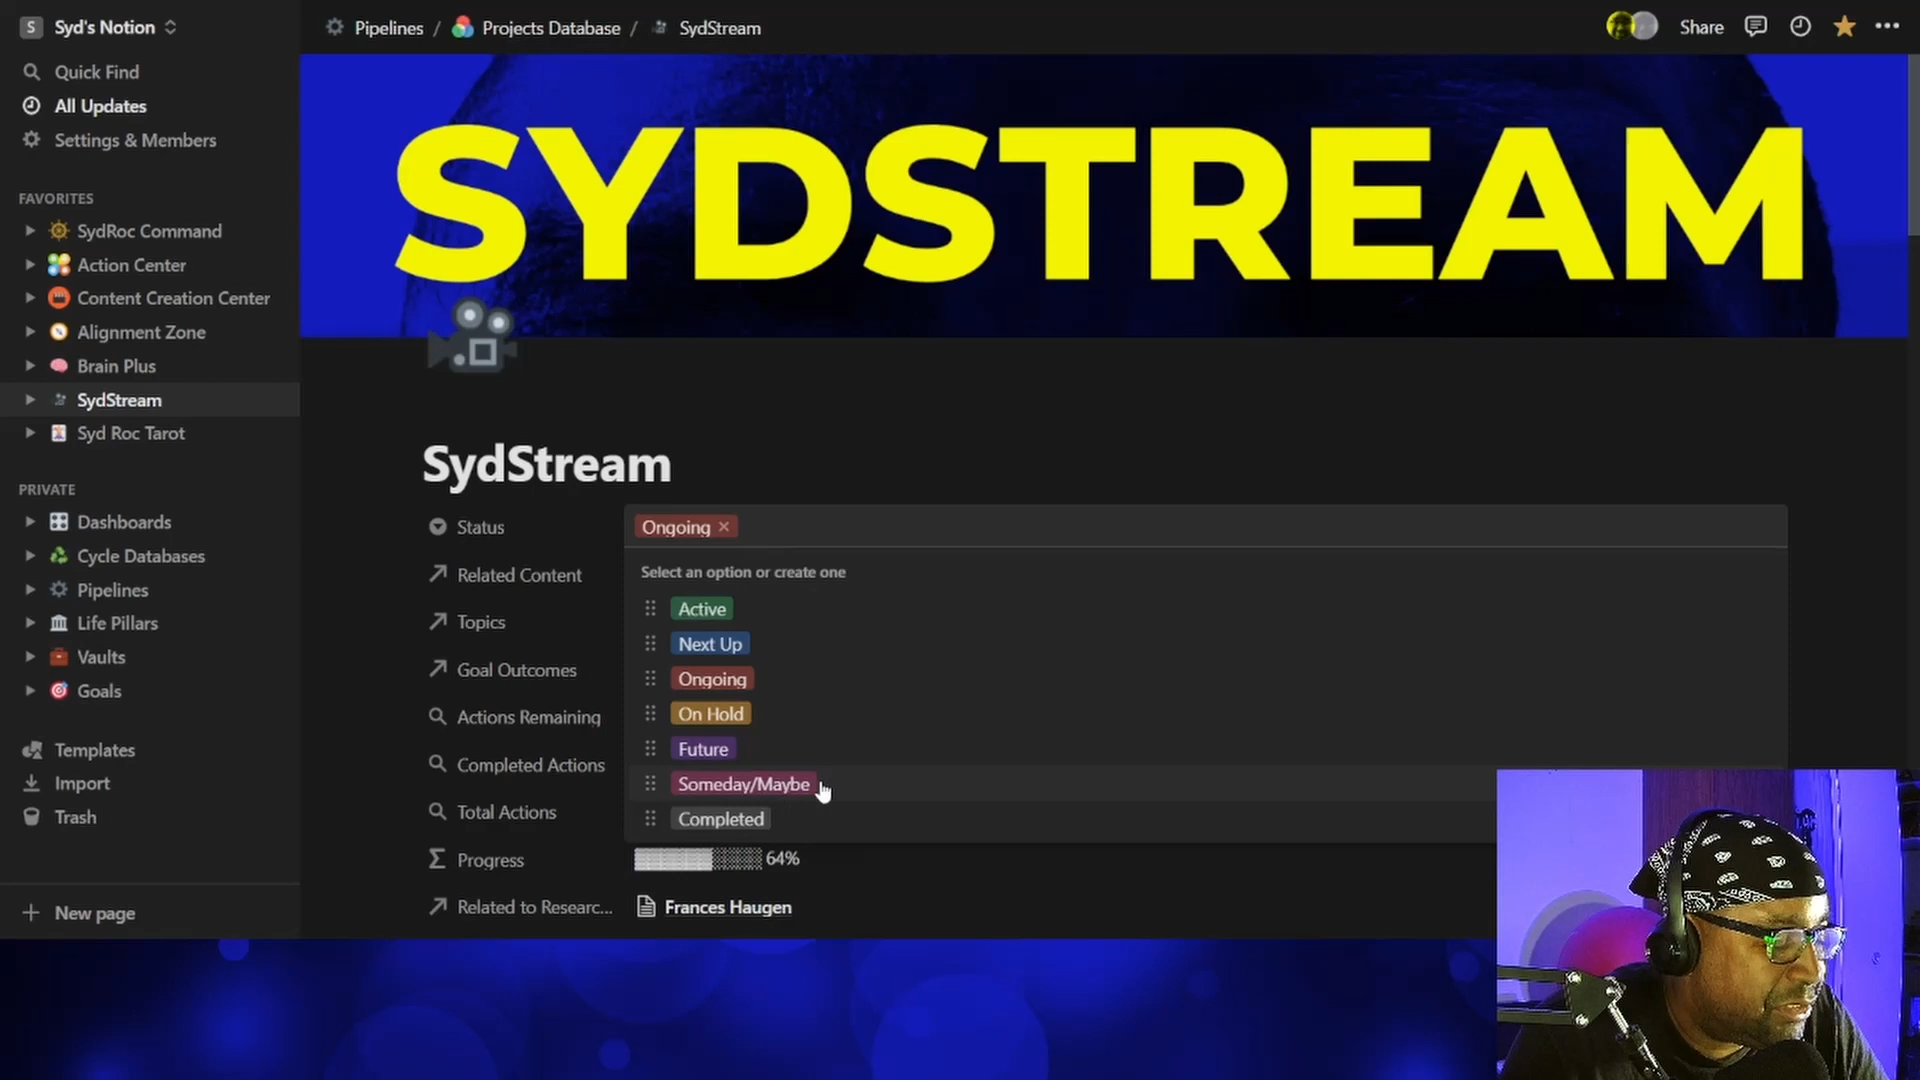 S Syd's Notion
Pipelines / Projects Database / SydStream
Share
Quick Find
All Updates
Settings & Members
FAVORITES
SydRoc Command
Action Center
Content Creation Center
Alignment Zone
Brain Plus
SydStream
Syd Roc Tarot
PRIVATE
Dashboards
Cycle Databases
Pipelines
Life Pillars
Vaults
Goals
Templates
Import
Trash
New page
SYDSTREAM
SydStream
Status
Ongoing
Related Content
Topics
Goal Outcomes
Actions Remaining
Completed Actions
Total Actions
Select an option or create one
Active
Next Up
Ongoing
On Hold
Future
Someday/Maybe
Completed
Progress
64%
Related to Researc...
Frances Haugen